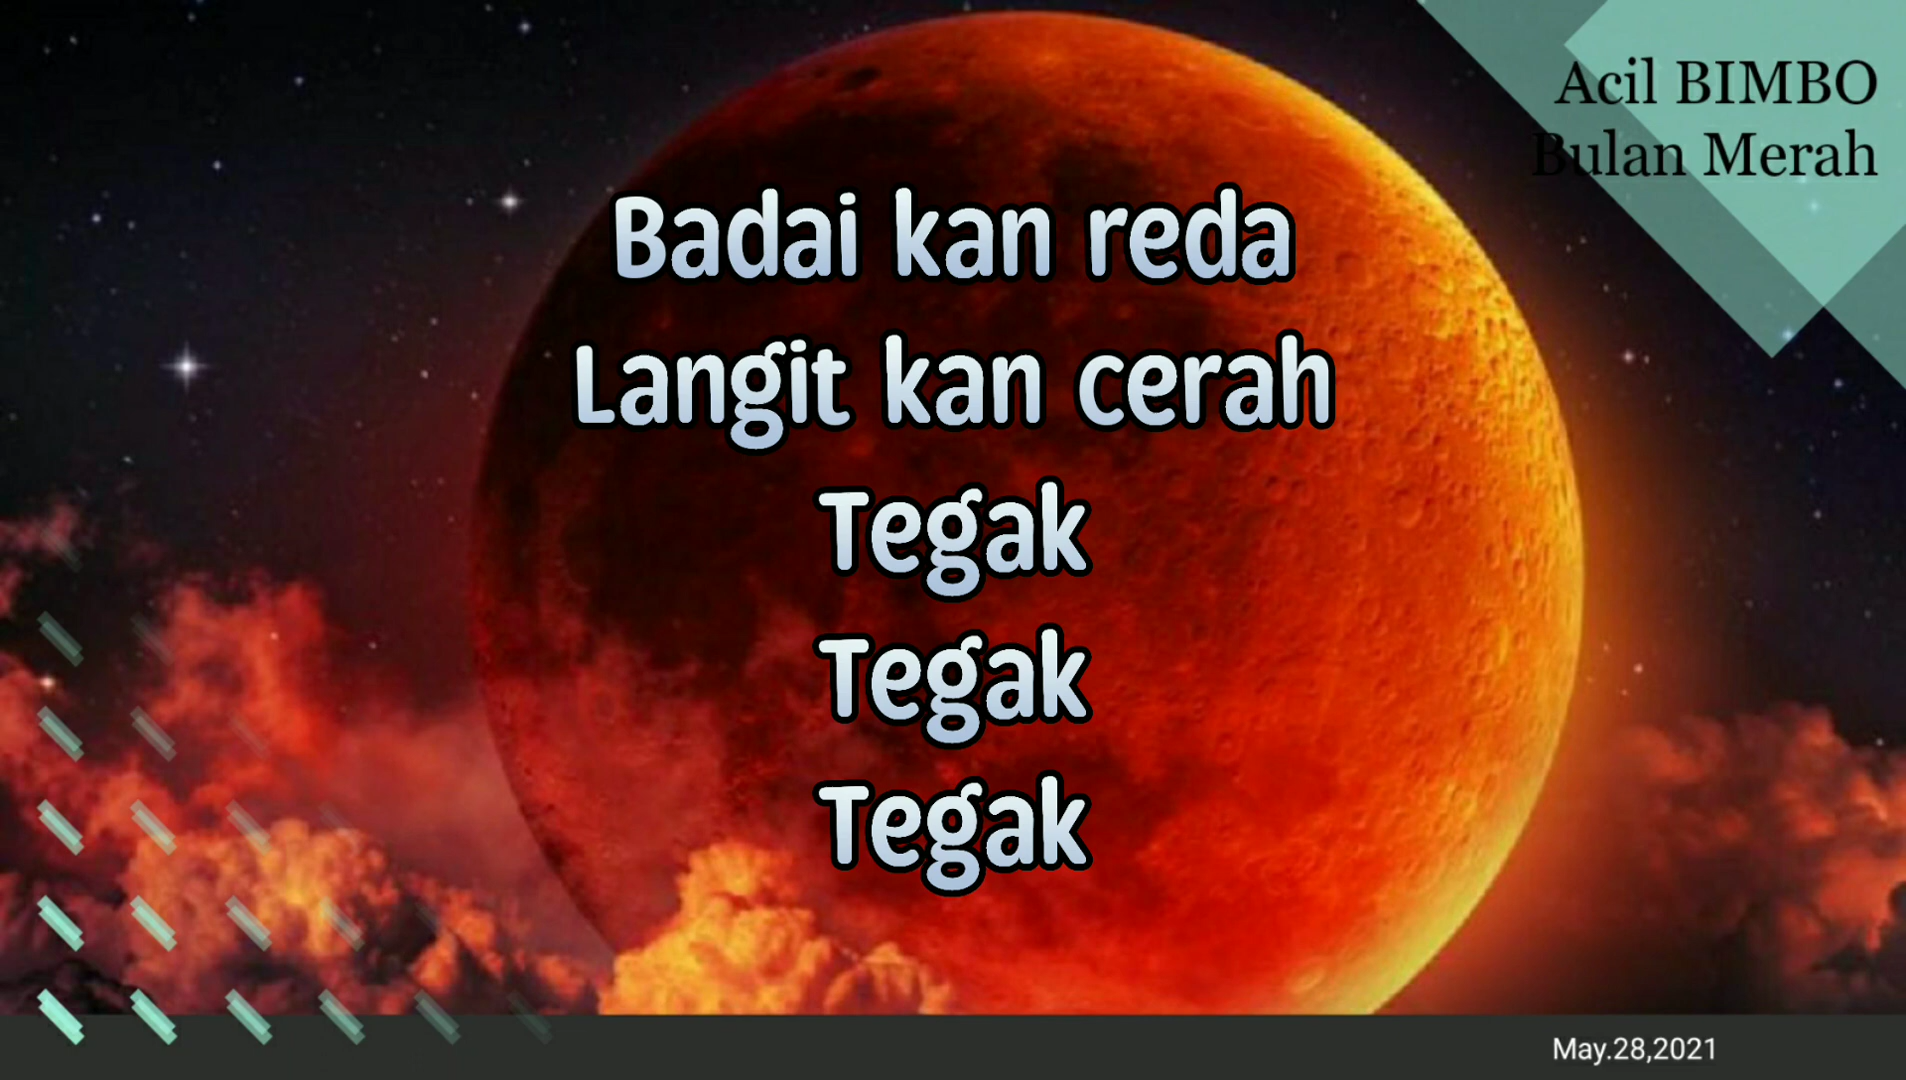 Acil BIMBO
Bulan Merah
Badai kan reda
Langit kan cerah
Tegak
Tegak
Tegak
May.28,2021